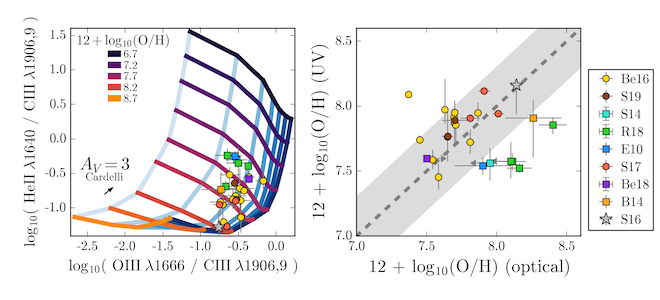 12 + log₁₀(O/H)
6.7
7.2
7.7
8.2
8.7
A_V = 3
Cardelli
1.5
1.0
0.5
0.0
-0.5
-1.0
-2.5 -2.0 -1.5 -1.0 -0.5 0.0
log₁₀( HeII λ1640 / CIII λ1906,9 )
log₁₀( OIII λ1666 / CIII λ1906,9 )
8.5
8.0
7.5
7.0
7.0 7.5 8.0 8.5
12 + log₁₀(O/H) (UV)
12 + log₁₀(O/H) (optical)
Be16
S19
S14
R18
E10
S17
Be18
B14
S16